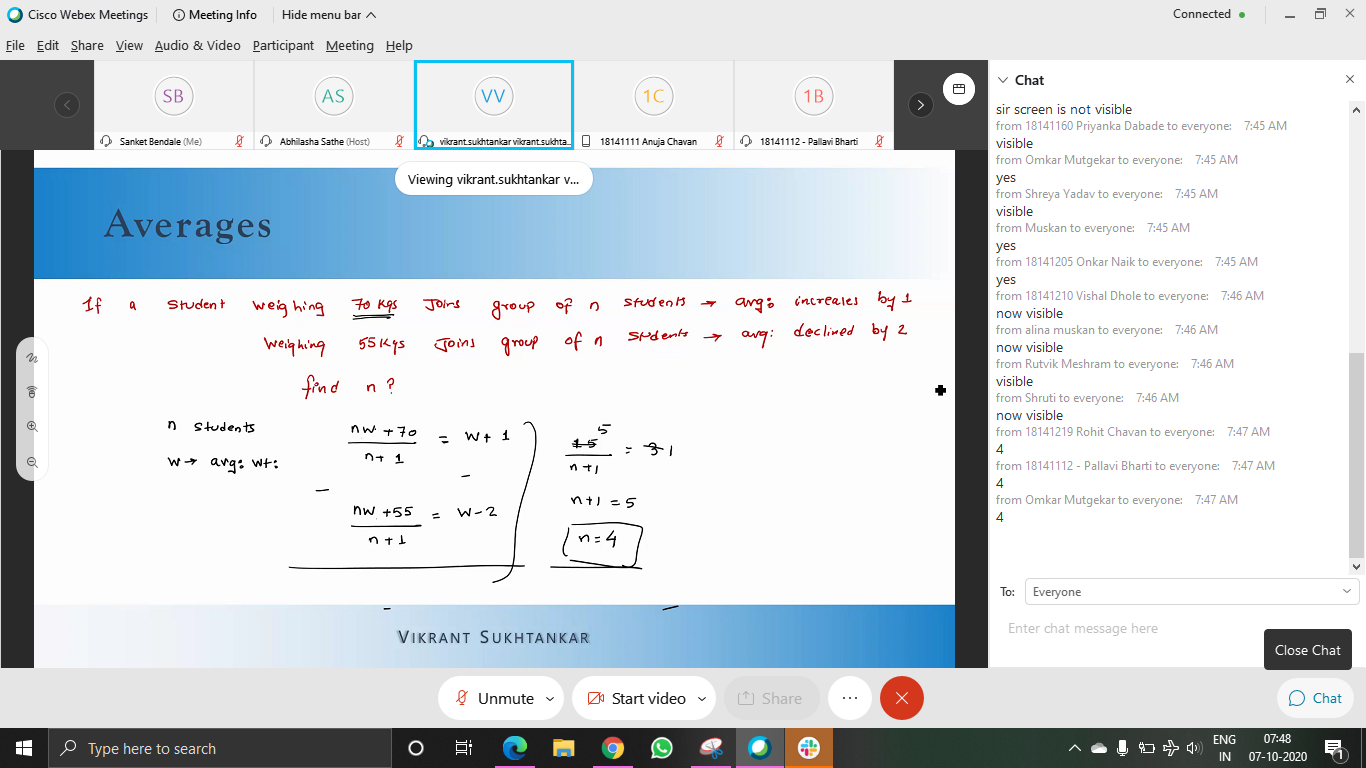 Cisco Webex Meetings
Meeting Info
Hide menu bar
Connected
File Edit Share View Audio & Video Participant Meeting Help
SB
AS
VV
1C
1B
Sanket Bendale (Me)
Abhilasha Sathe (Host)
vikrant.sukhtankar vikrant.sukhta...
18141111 Anuja Chavan
18141112 - Pallavi Bharti
Viewing vikrant.sukhtankar v...
Averages
If a student weighing 70 Kgs Joins group of n students → avg: increales by 1
weighing 55 Kgs Joins group of n students → avg: declined by 2
find n?
n students
w → avg: wt:
nw + 70
n + 1
= w + 1
−
−
nw + 55
n + 1
= w − 2
15 5
n + 1
= 3 1
n + 1 = 5
n = 4
VIKRANT SUKHTANKAR
Chat
sir screen is not visible
from 18141160 Priyanka Dabade to everyone: 7:45 AM
visible
from Omkar Mutgekar to everyone: 7:45 AM
yes
from Shreya Yadav to everyone: 7:45 AM
visible
from Muskan to everyone: 7:45 AM
yes
from 18141205 Onkar Naik to everyone: 7:45 AM
yes
from 18141210 Vishal Dhole to everyone: 7:46 AM
now visible
from alina muskan to everyone: 7:46 AM
now visible
from Rutvik Meshram to everyone: 7:46 AM
visible
from Shruti to everyone: 7:46 AM
now visible
from 18141219 Rohit Chavan to everyone: 7:47 AM
4
from 18141112 - Pallavi Bharti to everyone: 7:47 AM
4
from Omkar Mutgekar to everyone: 7:47 AM
4
To: Everyone
Enter chat message here
Close Chat
Unmute
Start video
Share
Chat
Type here to search
ENG
IN
07:48
07-10-2020
1